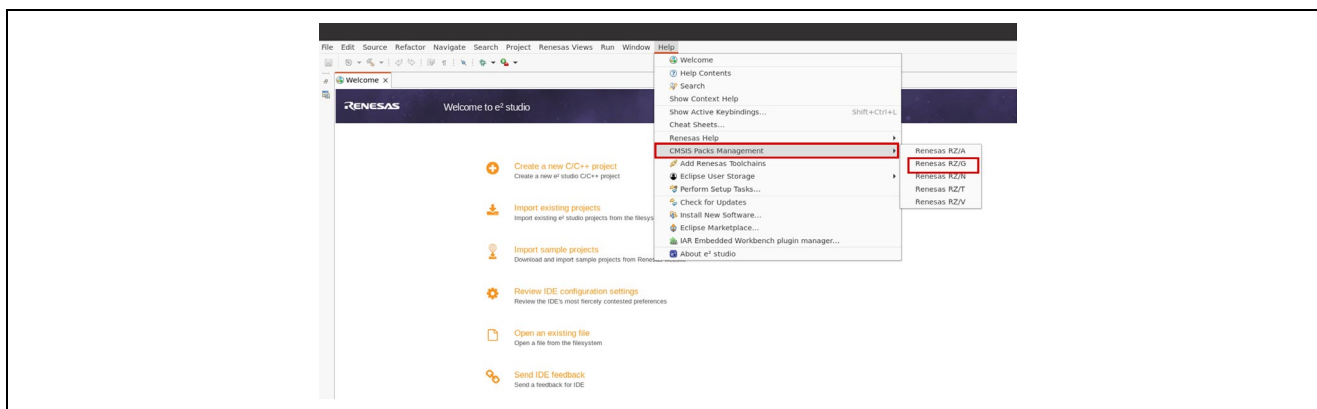 File Edit Source Refactor Navigate Search Project Renesas Views Run Window Help
Welcome ×
RENESAS Welcome to e² studio
Welcome
Help Contents
Search
Show Context Help
Show Active Keybindings... Shift+Ctrl+L
Cheat Sheets...
Renesas Help
CMSIS Packs Management
Add Renesas Toolchains
Eclipse User Storage
Perform Setup Tasks...
Check for Updates
Install New Software...
Eclipse Marketplace...
IAR Embedded Workbench plugin manager...
About e² studio
Renesas RZ/A
Renesas RZ/G
Renesas RZ/N
Renesas RZ/T
Renesas RZ/V
Create a new C/C++ project
Create a new e² studio C/C++ project
Import existing projects
Import existing e² studio projects from the filesys
Import sample projects
Download and import sample projects from Renesas
Review IDE configuration settings
Review the IDE's most fiercely contested preferences
Open an existing file
Open a file from the filesystem
Send IDE feedback
Send a feedback for IDE